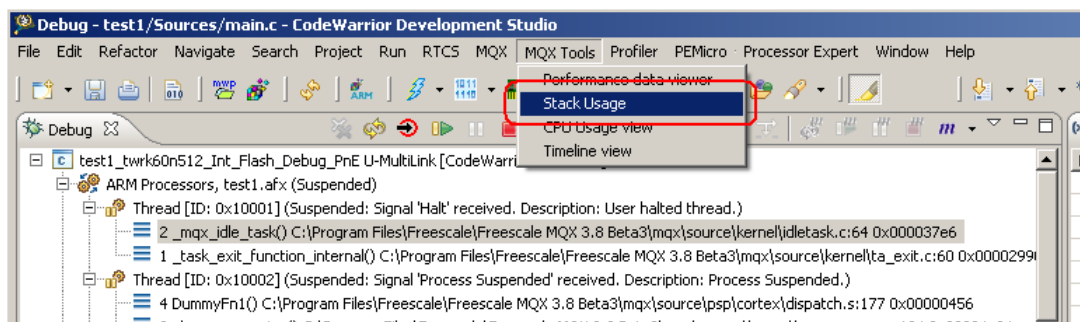 Debug - test1/Sources/main.c - CodeWarrior Development Studio
File Edit Refactor Navigate Search Project Run RTCS MQX MQX Tools Profiler PEMicro Processor Expert Window Help
Performance data viewer
Stack Usage
CPU Usage view
Timeline view
Debug
test1_twrk60n512_Int_Flash_Debug_PnE U-MultiLink [CodeWarri
ARM Processors, test1.afx (Suspended)
Thread [ID: 0x10001] (Suspended: Signal 'Halt' received. Description: User halted thread.)
2 _mqx_idle_task() C:\Program Files\Freescale\Freescale MQX 3.8 Beta3\mqx\source\kernel\idletask.c:64 0x000037e6
1 _task_exit_function_internal() C:\Program Files\Freescale\Freescale MQX 3.8 Beta3\mqx\source\kernel\ta_exit.c:60 0x0000299
Thread [ID: 0x10002] (Suspended: Signal 'Process Suspended' received. Description: Process Suspended.)
4 DummyFn1() C:\Program Files\Freescale\Freescale MQX 3.8 Beta3\mqx\source\psp\cortex\dispatch.s:177 0x00000456